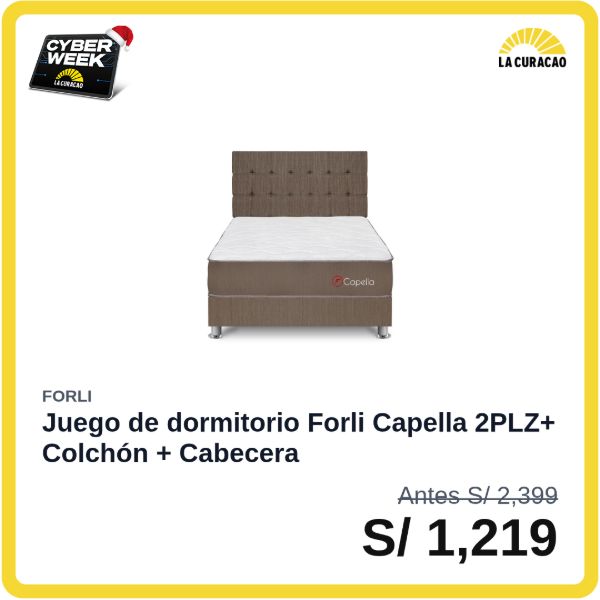 CYBER
WEEK
LA CURACAO
LA CURACAO
Capella
FORLI
Juego de dormitorio Forli Capella 2PLZ+
Colchón + Cabecera
Antes S/ 2,399
S/ 1,219